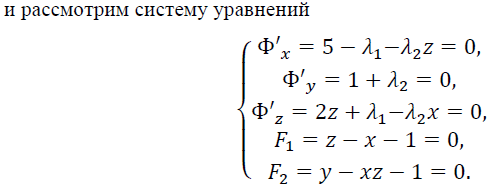 и рассмотрим систему уравнений
Φ′ₓ = 5 − λ₁−λ₂z = 0,
Φ′ᵧ = 1 + λ₂ = 0,
Φ′_z = 2z + λ₁−λ₂x = 0,
F₁ = z − x − 1 = 0,
F₂ = y − xz − 1 = 0.